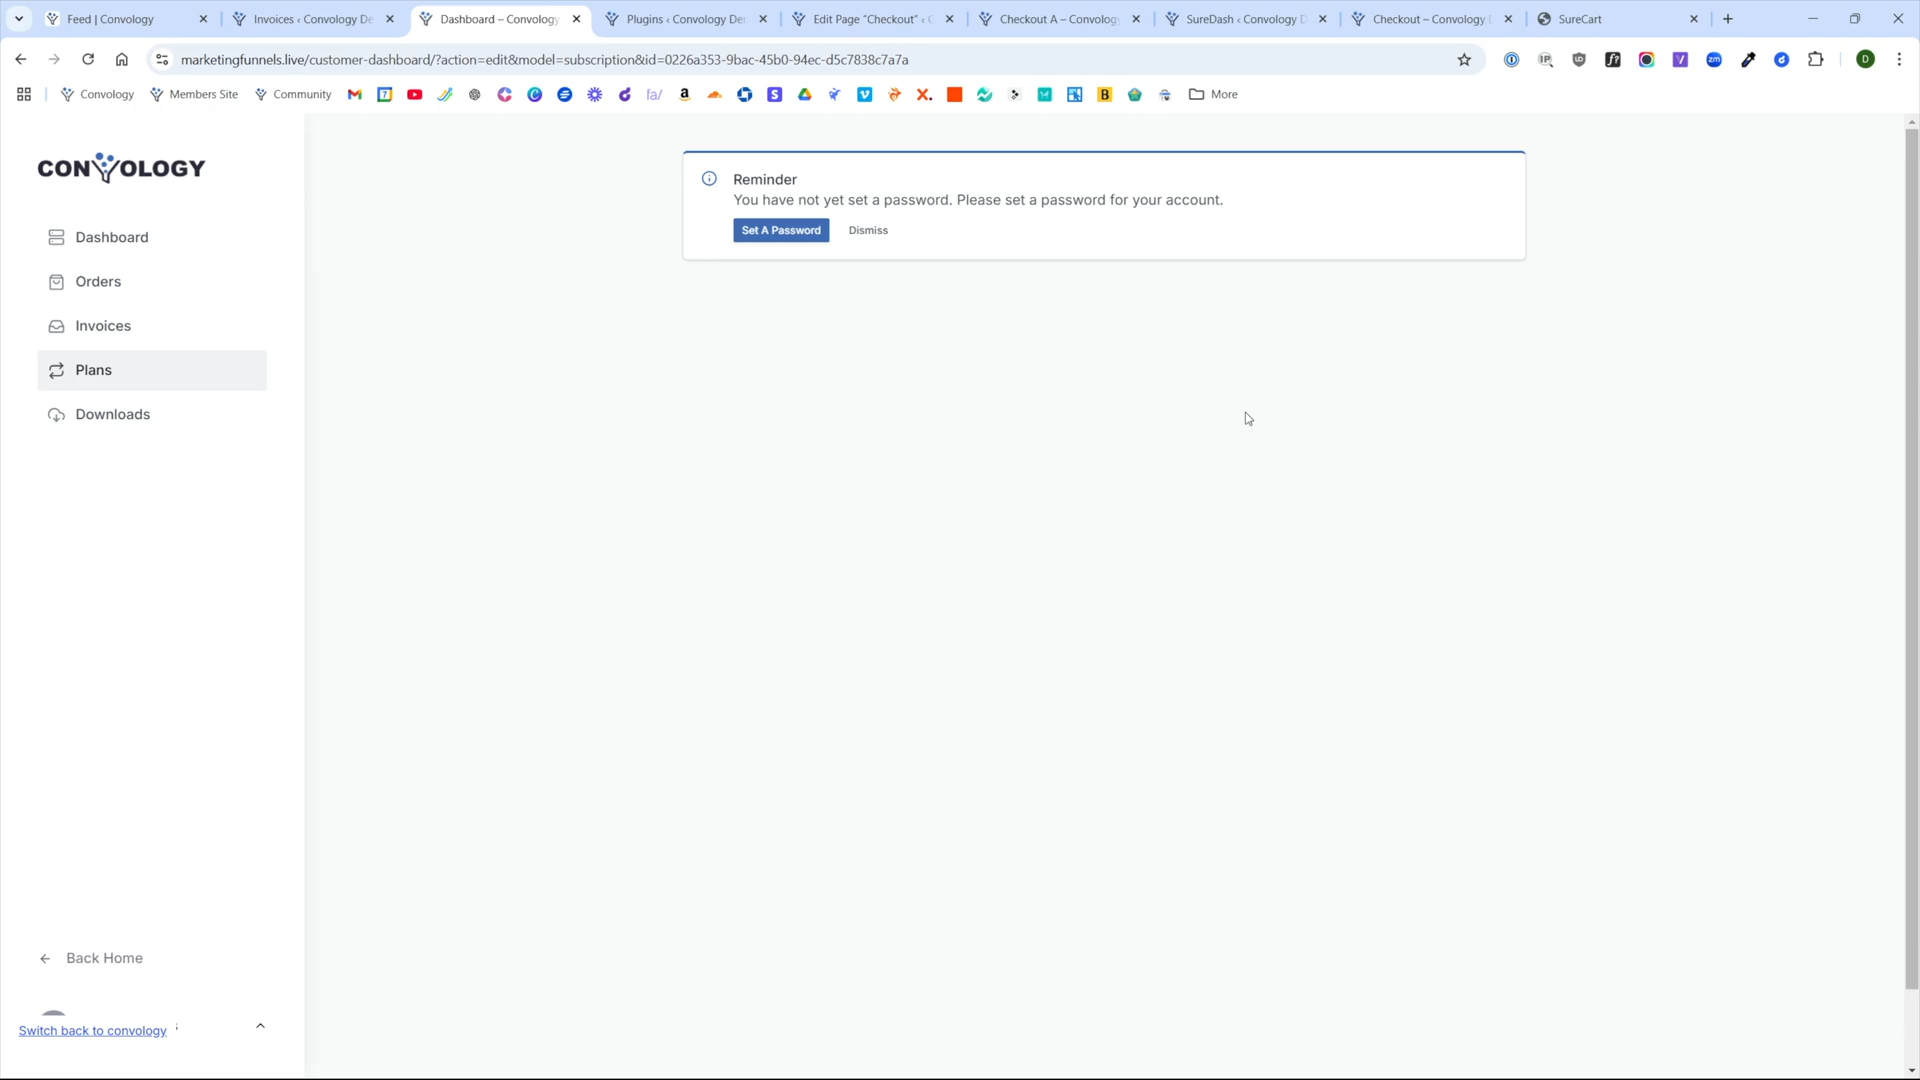 Feed | Convology
Invoices ‹ Convology De
Dashboard – Convology
Plugins ‹ Convology De
Edit Page “Checkout” ‹ C
Checkout A – Convology
SureDash ‹ Convology D
Checkout – Convology
SureCart
marketingfunnels.live/customer-dashboard/?action=edit&model=subscription&id=0226a353-9bac-45b0-94ec-d5c7838c7a7a
Convology
Members Site
Community
More
CONVOLOGY
Dashboard
Orders
Invoices
Plans
Downloads
Reminder
You have not yet set a password. Please set a password for your account.
Set A Password
Dismiss
Back Home
Switch back to convology